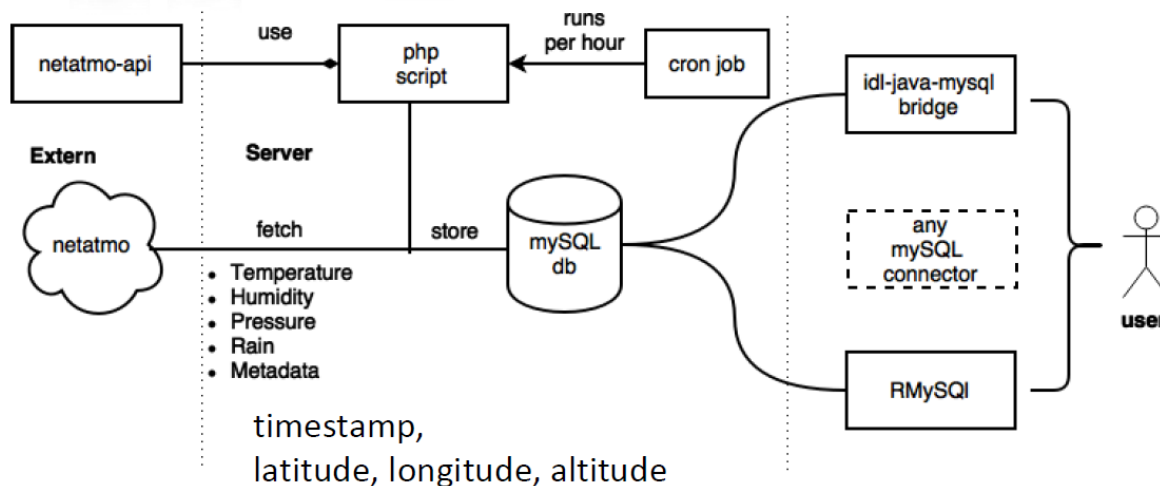 netatmo-api
use
php
script
runs
per hour
cron job
idl-java-mysql
bridge
Extern
Server
netatmo
fetch
store
mySQL
db
any
mySQL
connector
user
• Temperature
• Humidity
• Pressure
• Rain
• Metadata
RMySQl
timestamp,
latitude, longitude, altitude